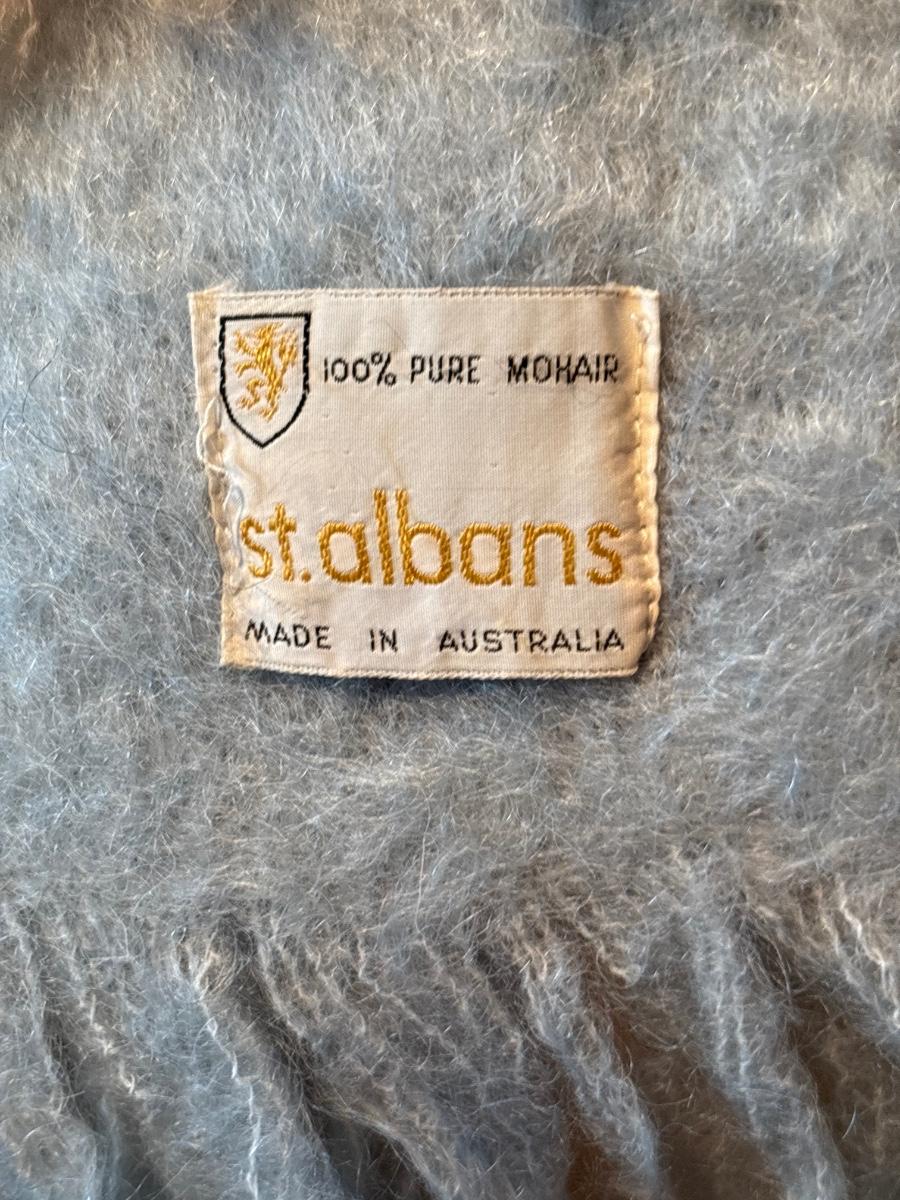 100% PURE MOHAIR
st.albans
MADE IN AUSTRALIA